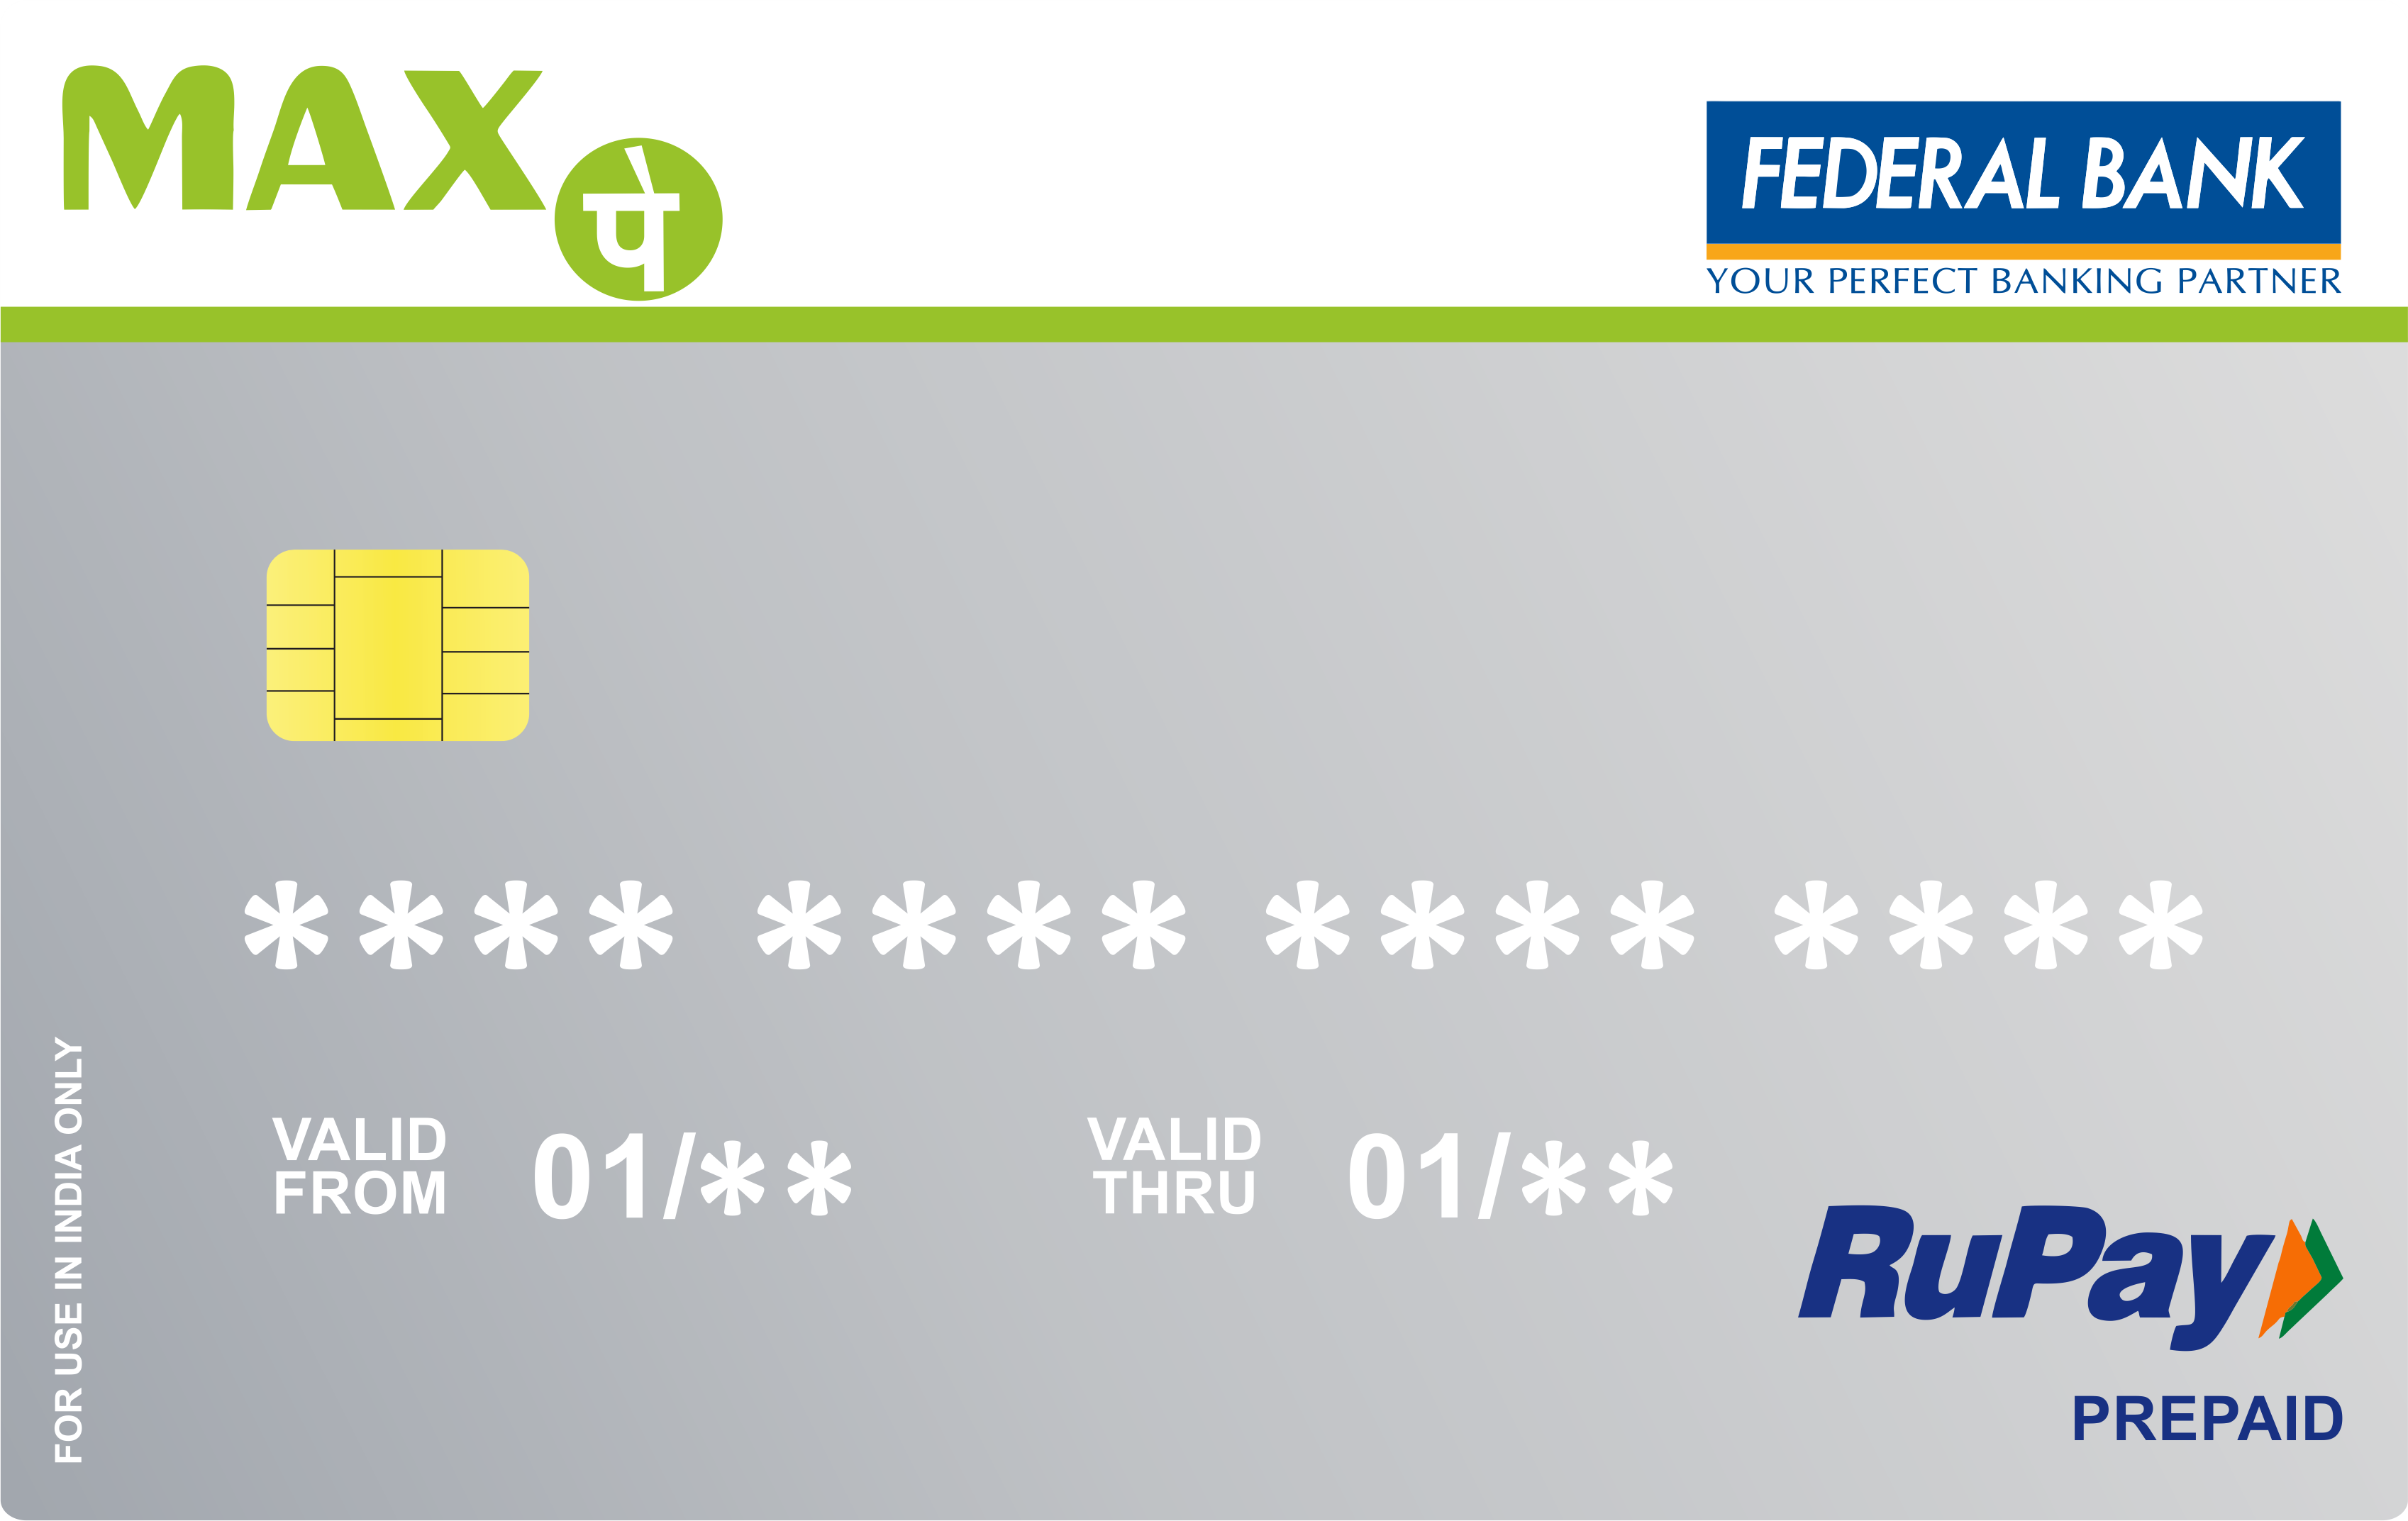 MAX पे
FEDERAL BANK
YOUR PERFECT BANKING PARTNER
**** **** **** ****
VALID FROM 01/**
VALID THRU 01/**
FOR USE IN INDIA ONLY
RuPay
PREPAID